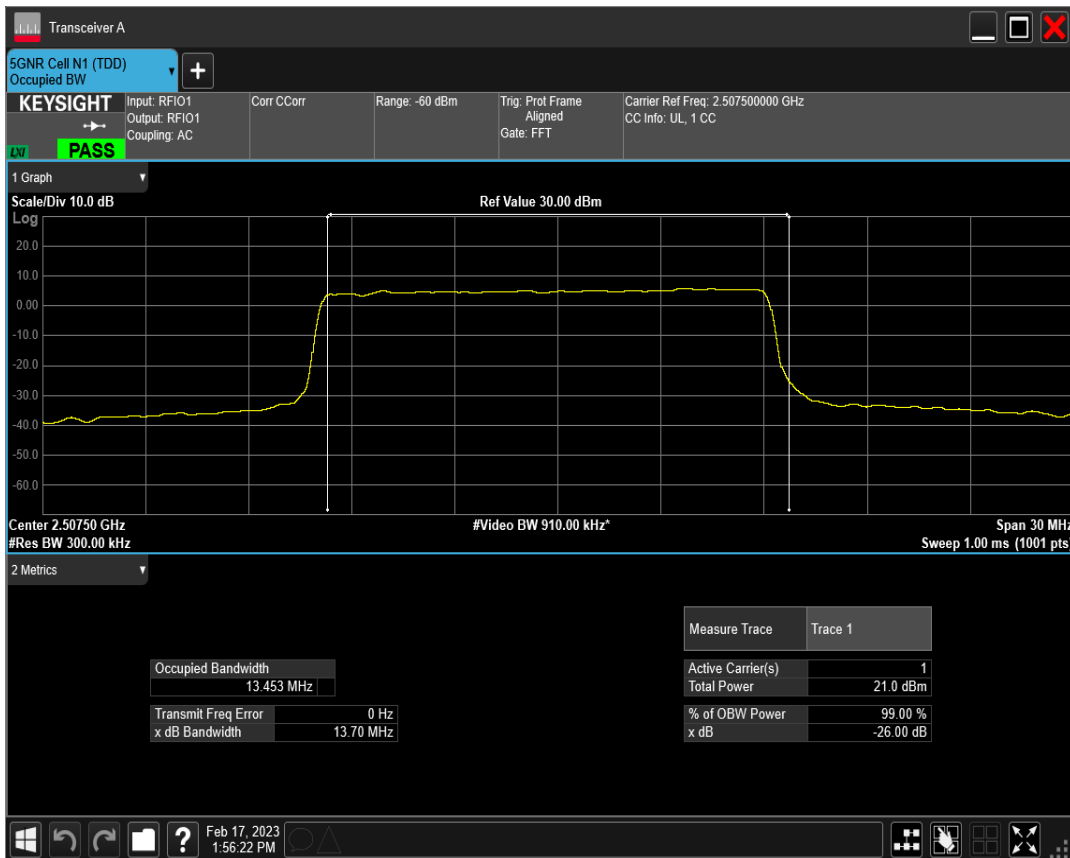 Transceiver A
5GNR Cell N1 (TDD)
Occupied BW
KEYSIGHT
LXI
PASS
Input: RFIO1
Output: RFIO1
Coupling: AC
Corr CCorr
Range: -60 dBm
Trig: Prot Frame
Aligned
Gate: FFT
Carrier Ref Freq: 2.507500000 GHz
CC Info: UL, 1 CC
1 Graph
Scale/Div 10.0 dB
Ref Value 30.00 dBm
Log
20.0
10.0
0.00
-10.0
-20.0
-30.0
-40.0
-50.0
-60.0
Center 2.50750 GHz
#Video BW 910.00 kHz*
Span 30 MHz
#Res BW 300.00 kHz
Sweep 1.00 ms (1001 pts)
2 Metrics
Measure Trace Trace 1
Occupied Bandwidth
13.453 MHz
Active Carrier(s) 1
Total Power 21.0 dBm
Transmit Freq Error 0 Hz
x dB Bandwidth 13.70 MHz
% of OBW Power 99.00 %
x dB -26.00 dB
?
Feb 17, 2023
1:56:22 PM